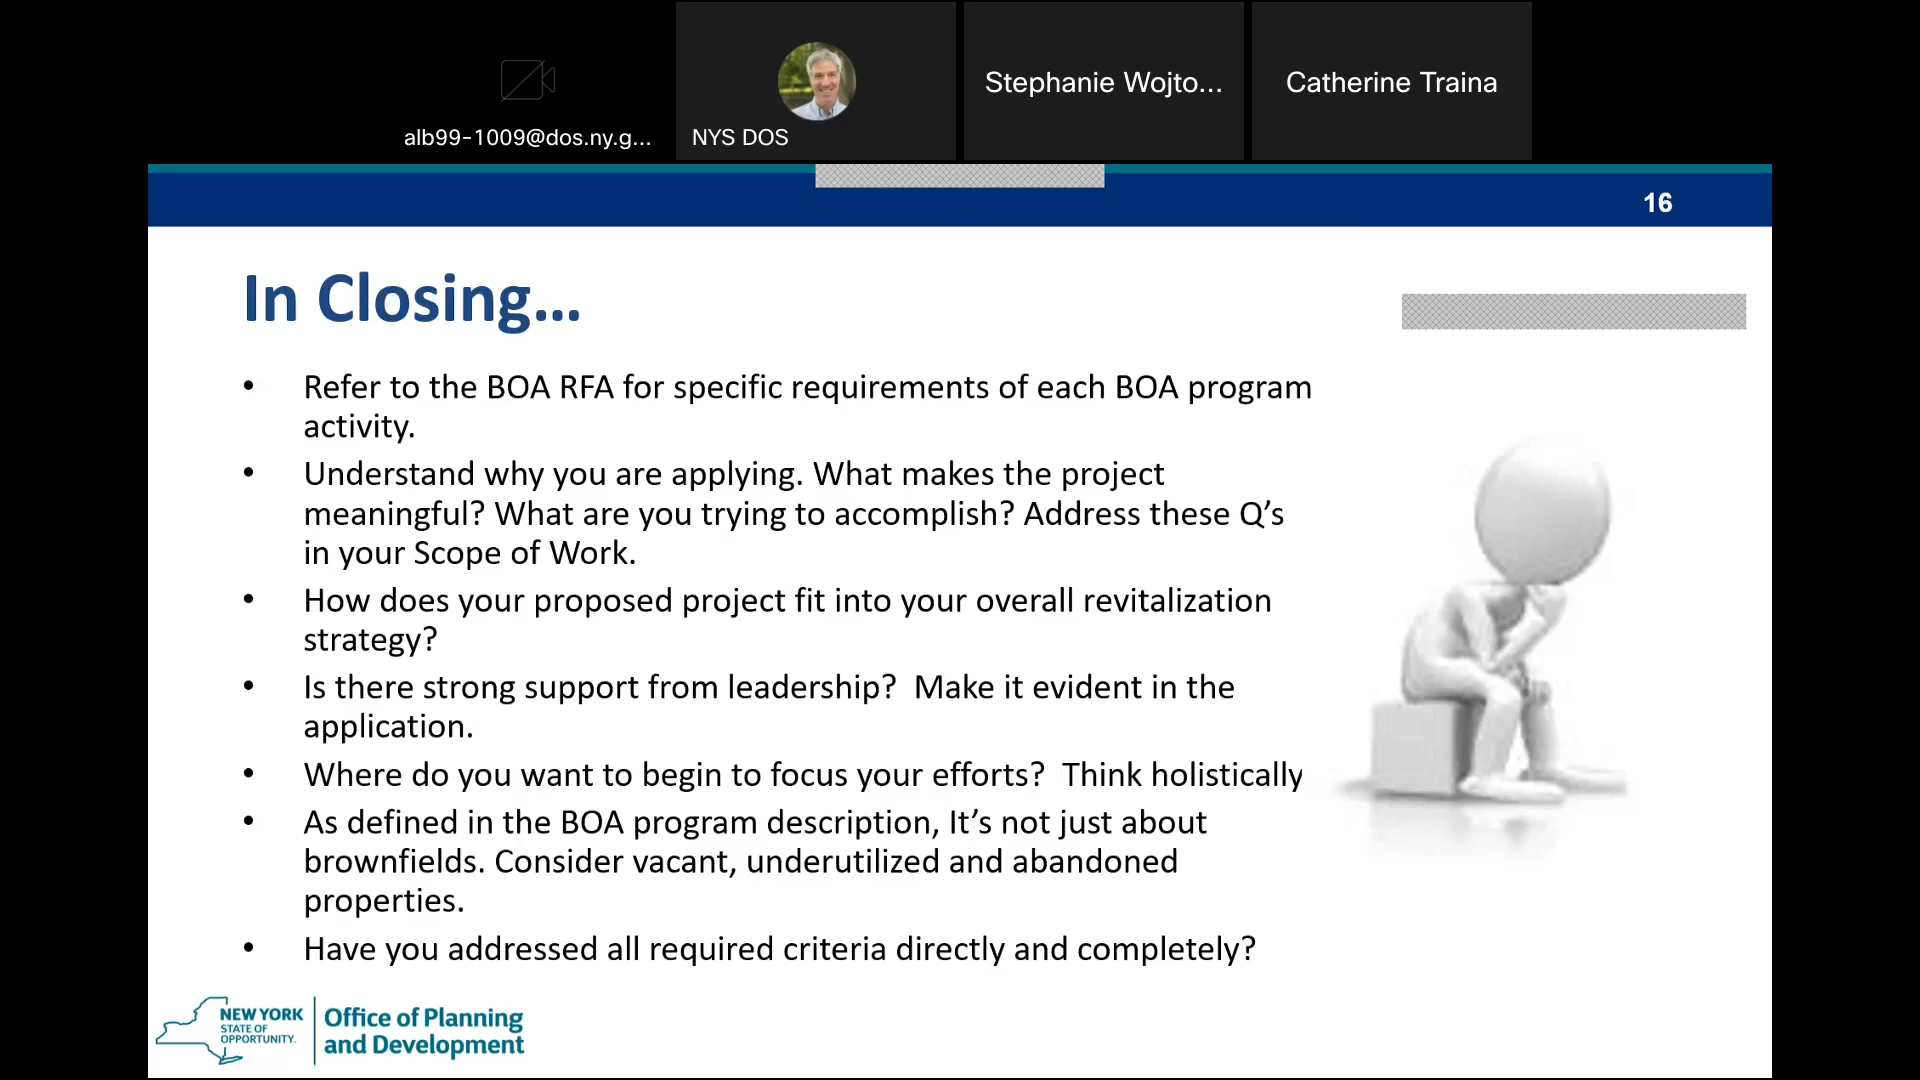 alb99-1009@dos.ny.g...
NYS DOS
Stephanie Wojto...
Catherine Traina
16
In Closing...
• Refer to the BOA RFA for specific requirements of each BOA program
activity.
• Understand why you are applying. What makes the project
meaningful? What are you trying to accomplish? Address these Q's
in your Scope of Work.
• How does your proposed project fit into your overall revitalization
strategy?
• Is there strong support from leadership?  Make it evident in the
application.
• Where do you want to begin to focus your efforts?  Think holistically
• As defined in the BOA program description, It's not just about
brownfields. Consider vacant, underutilized and abandoned
properties.
• Have you addressed all required criteria directly and completely?
NEW YORK
STATE OF
OPPORTUNITY.
Office of Planning
and Development